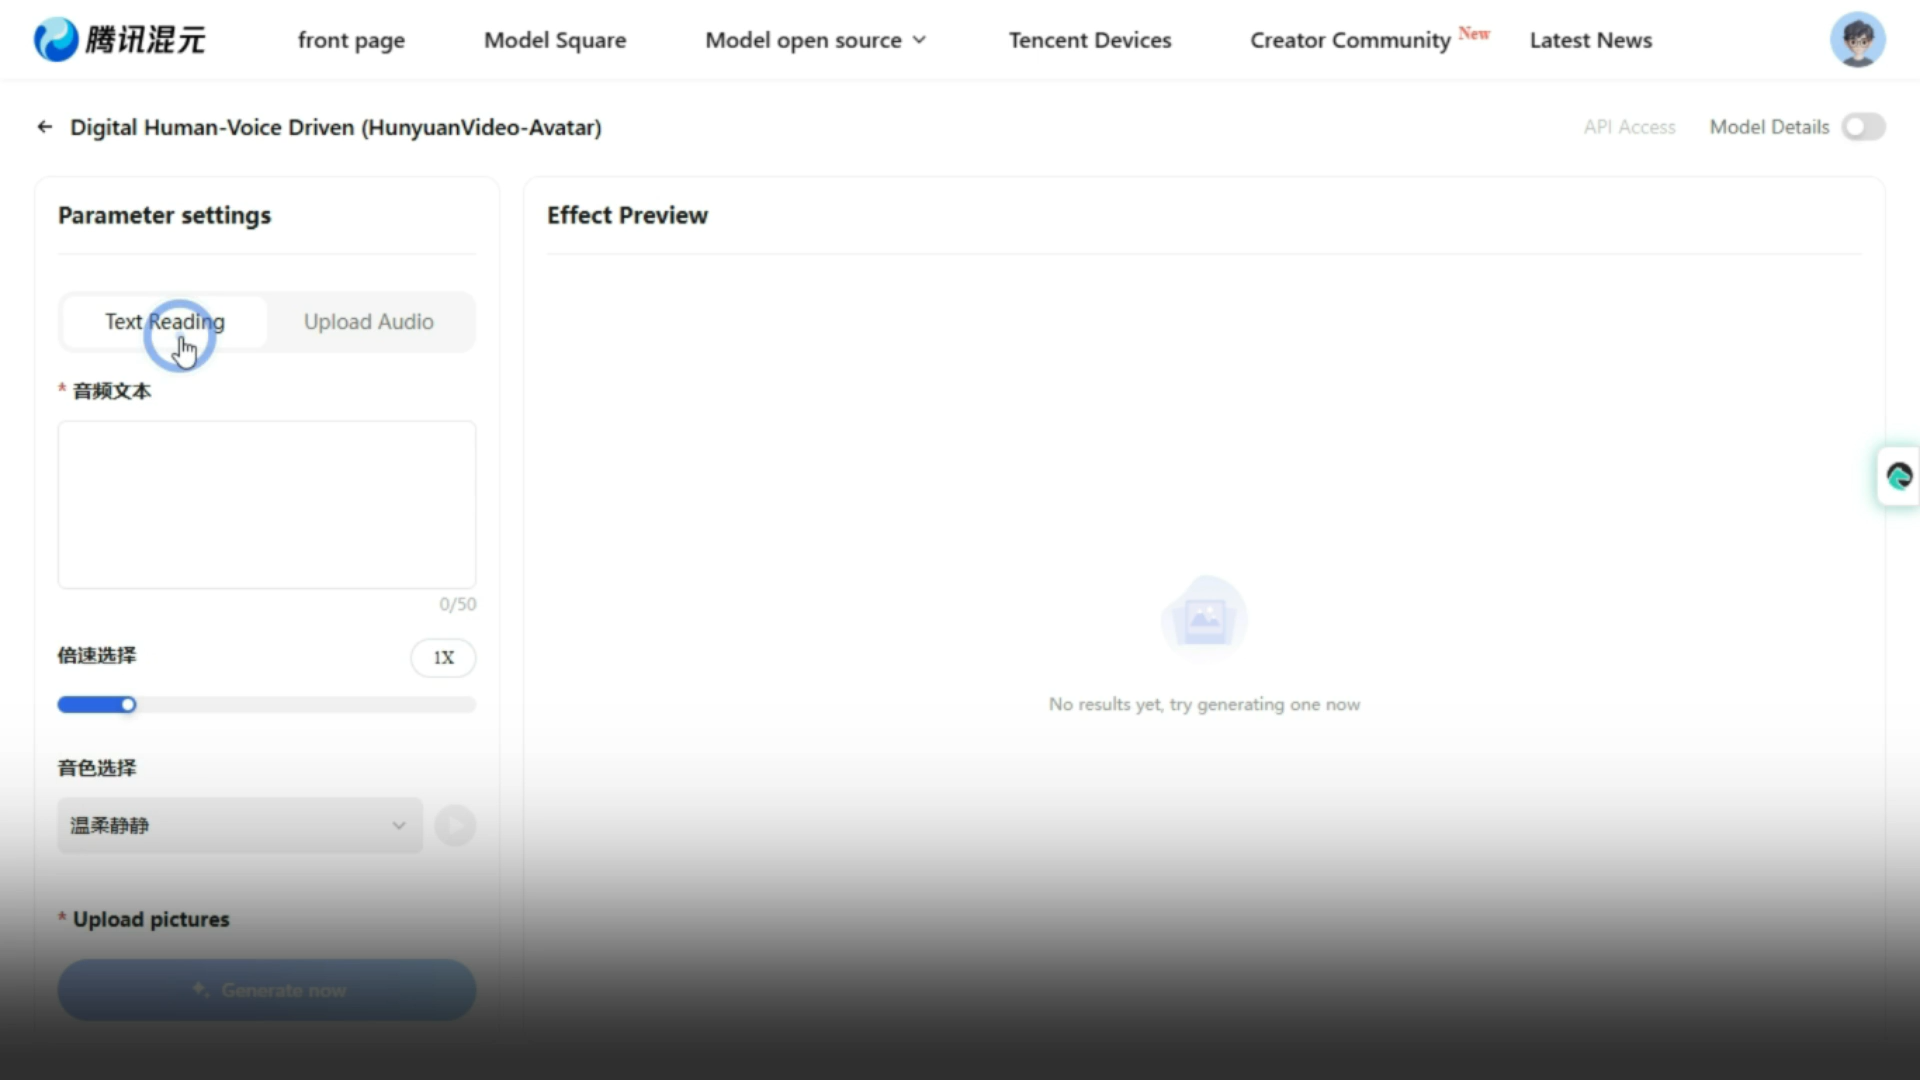 腾讯混元
front page
Model Square
Model open source
Tencent Devices
Creator Community New
Latest News
Digital Human-Voice Driven (HunyuanVideo-Avatar)
API Access
Model Details
Parameter settings
Text Reading
Upload Audio
* 音频文本
0/50
倍速选择
1X
音色选择
温柔静静
* Upload pictures
Generate now
Effect Preview
No results yet, try generating one now